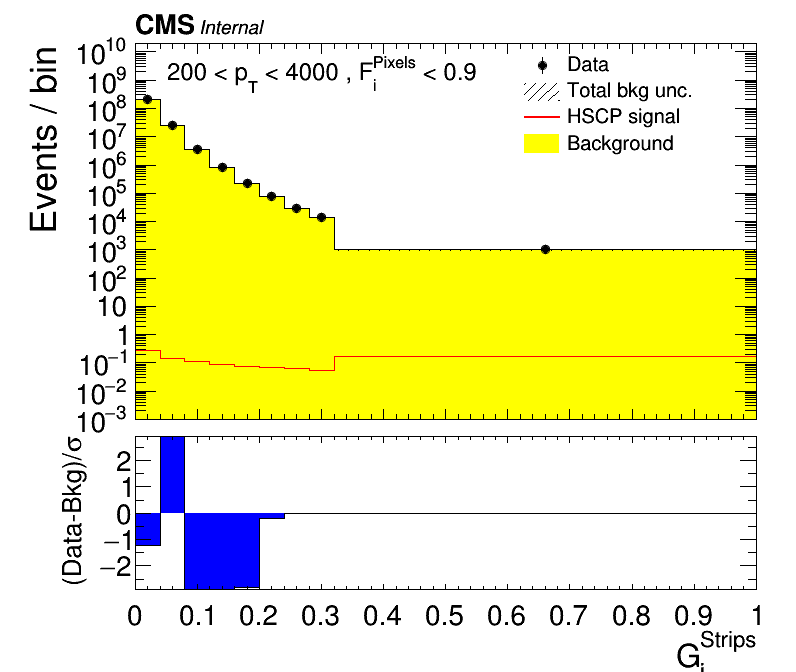 CMS Internal
Events / bin
10^10
10^9
10^8
10^7
10^6
10^5
10^4
10^3
10^2
10
1
10^−1
10^−2
10^−3
200 < p_T < 4000 , F_i^Pixels < 0.9
Data
Total bkg unc.
HSCP signal
Background
(Data-Bkg)/σ
2
1
0
−1
−2
0 0.1 0.2 0.3 0.4 0.5 0.6 0.7 0.8 0.9 1
G_i^Strips